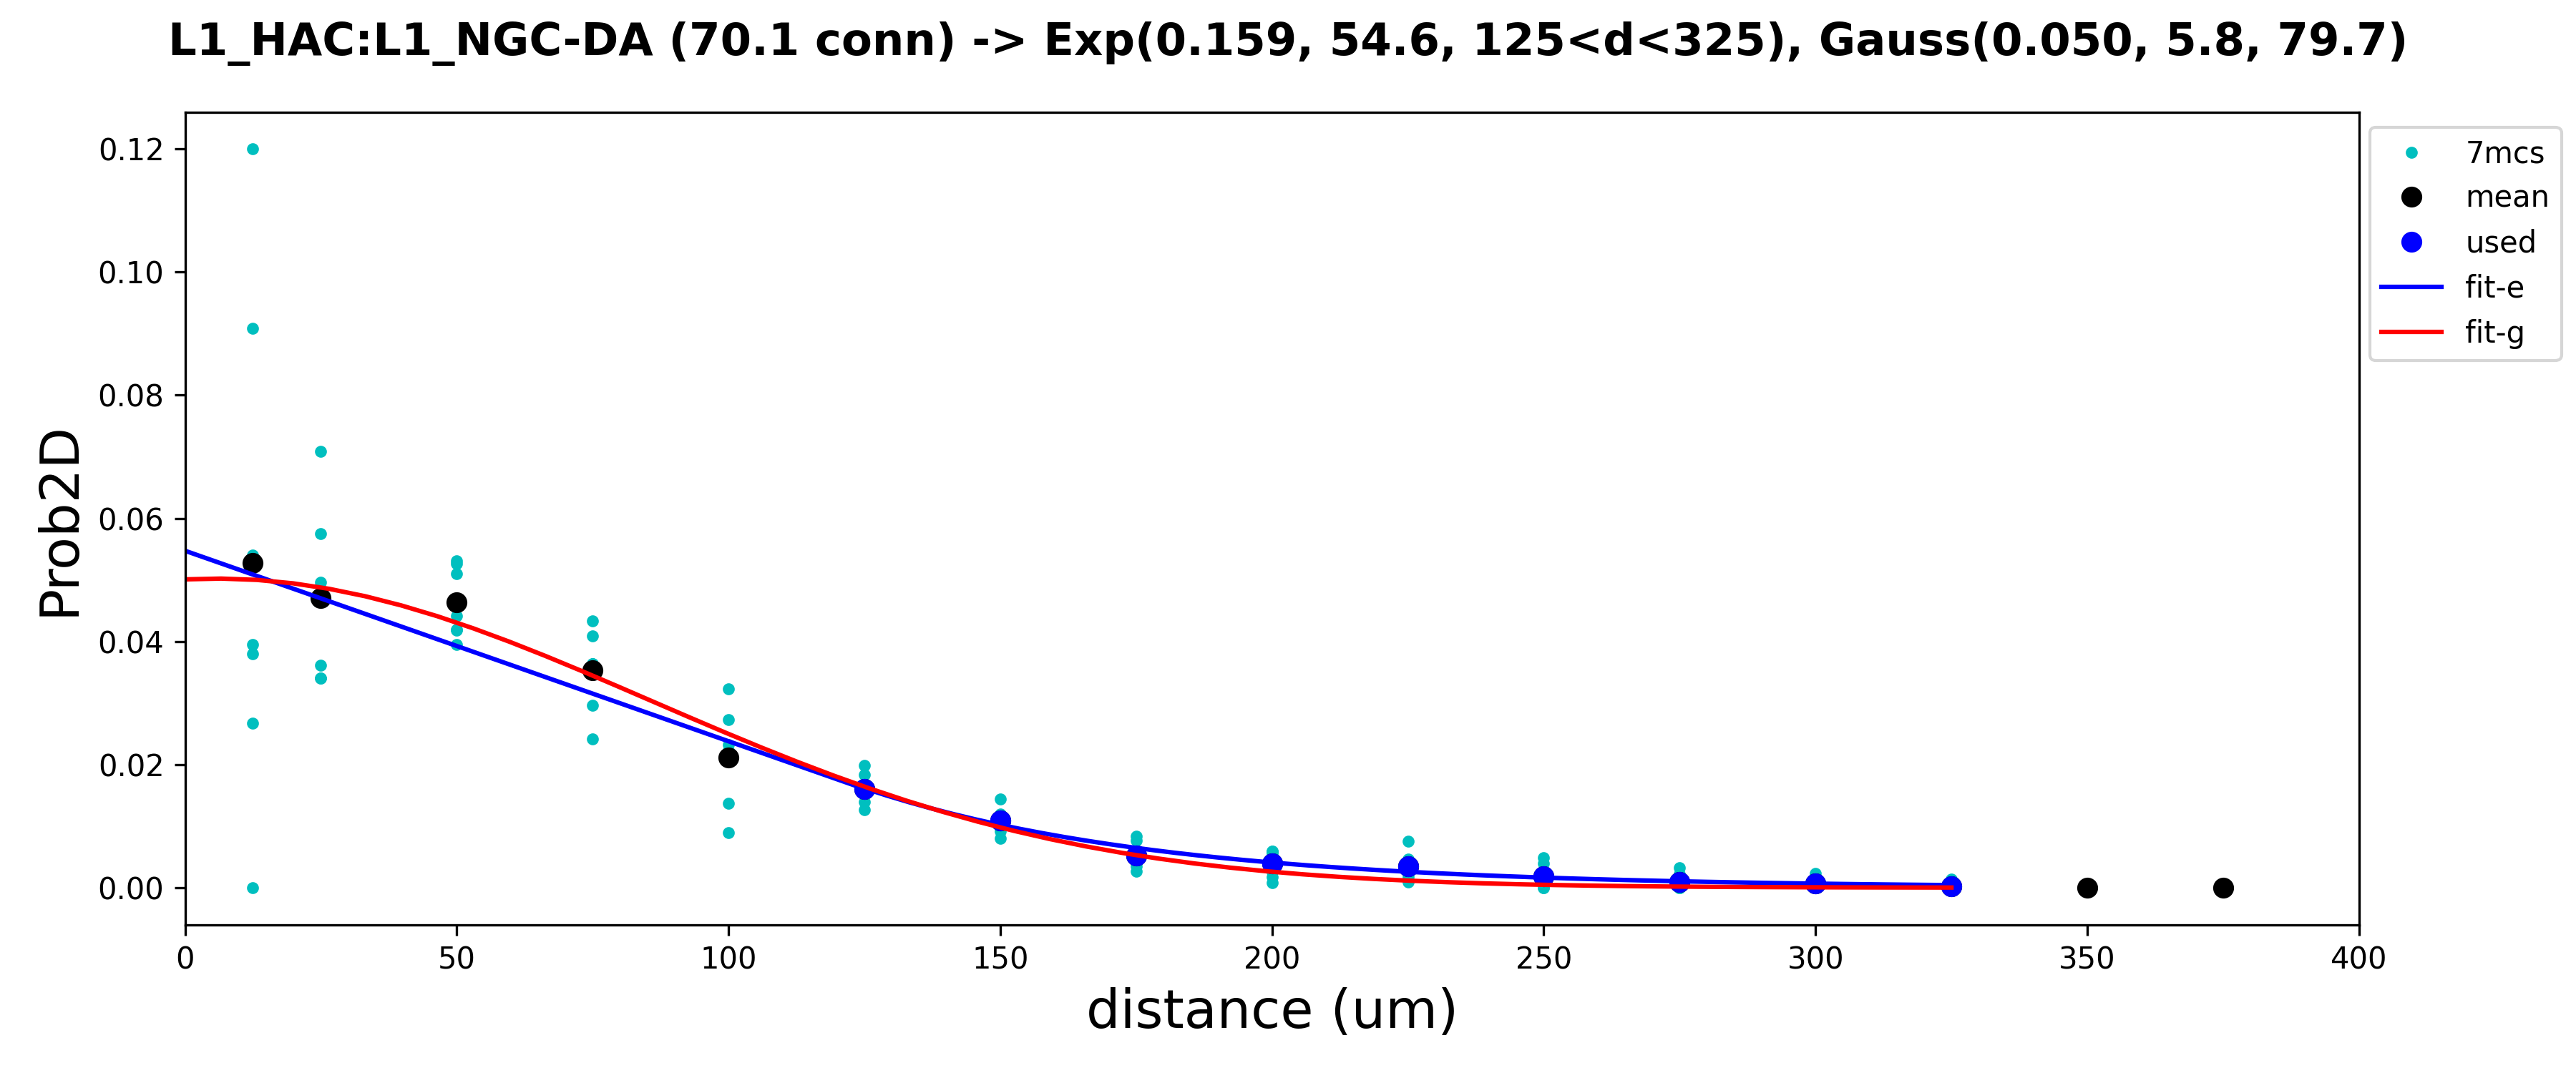 L1_HAC:L1_NGC-DA (70.1 conn) -> Exp(0.159, 54.6, 125<d<325), Gauss(0.050, 5.8, 79.7)
0.12
0.10
0.08
0.06
0.04
0.02
0.00
Prob2D
0 50 100 150 200 250 300 350 400
distance (um)
7mcs
mean
used
fit-e
fit-g